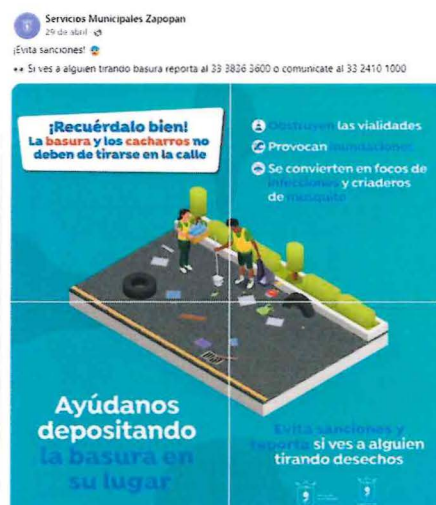 Servicios Municipales Zapopan
29 de abril
¡Evita sanciones!
Si ves a alguien tirando basura reporta al 33 3836 3600 o comunicate al 33 2410 1000
¡Recuérdalo bien!
La basura y los cacharros no
deben de tirarse en la calle
Obstruyen las vialidades
Provocan inundaciones
Se convierten en focos de
infecciones y criaderos
de mosquito
Ayúdanos
depositando
la basura en
su lugar
Evita sanciones y
reporta si ves a alguien
tirando desechos